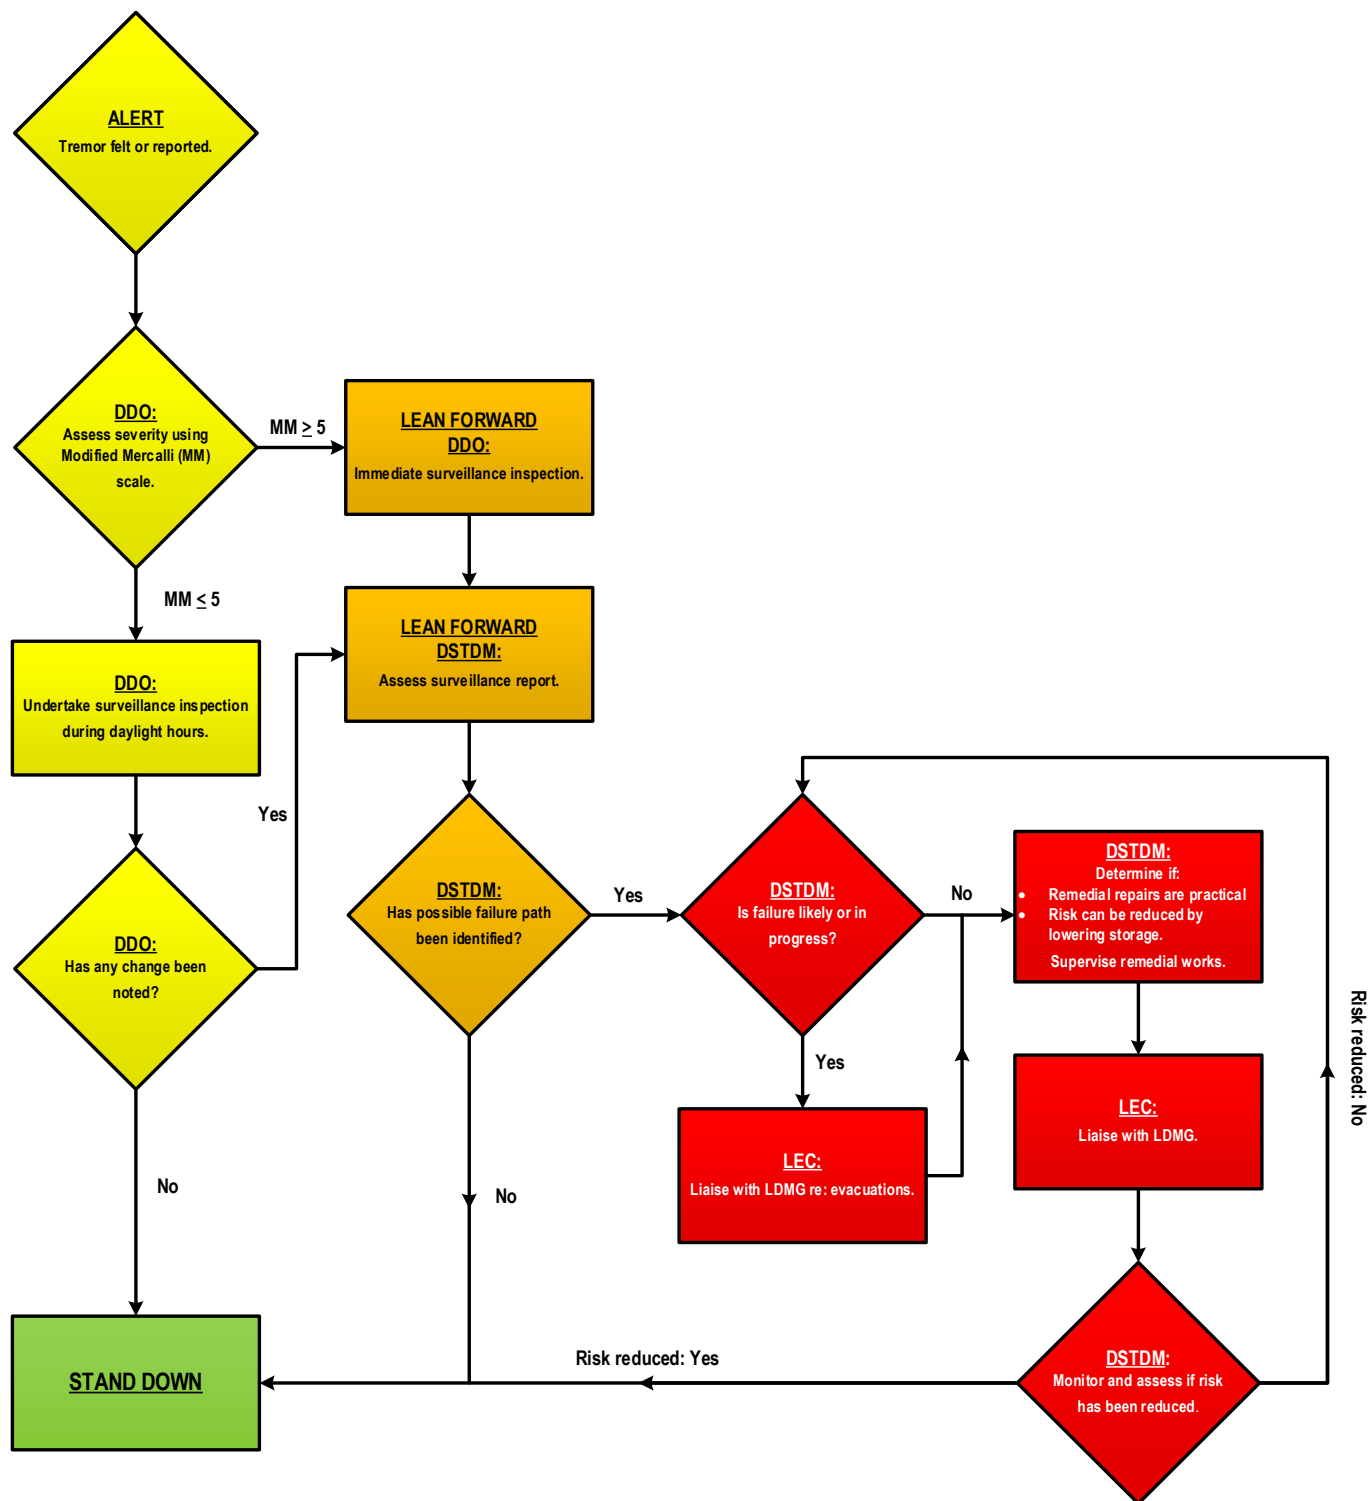 ALERT
Tremor felt or reported.
DDO:
Assess severity using
Modified Mercalli (MM)
scale.
MM ≥ 5
LEAN FORWARD
DDO:
Immediate surveillance inspection.
MM ≤ 5
DDO:
Undertake surveillance inspection
during daylight hours.
LEAN FORWARD
DSTDM:
Assess surveillance report.
Yes
DDO:
Has any change been
noted?
No
DSTDM:
Has possible failure path
been identified?
Yes
No
DSTDM:
Is failure likely or in
progress?
No
Yes
LEC:
Liaise with LDMG re: evacuations.
DSTDM:
Determine if:
• Remedial repairs are practical
• Risk can be reduced by
lowering storage.
Supervise remedial works.
LEC:
Liaise with LDMG.
Risk reduced: No
DSTDM:
Monitor and assess if risk
has been reduced.
Risk reduced: Yes
STAND DOWN